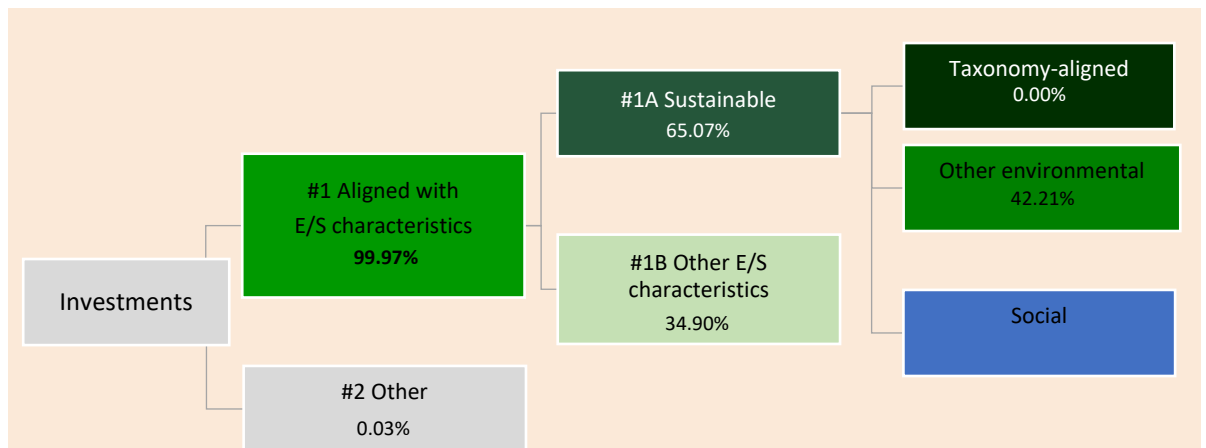 Investments
#1 Aligned with
E/S characteristics
99.97%
#2 Other
0.03%
#1A Sustainable
65.07%
#1B Other E/S
characteristics
34.90%
Taxonomy-aligned
0.00%
Other environmental
42.21%
Social